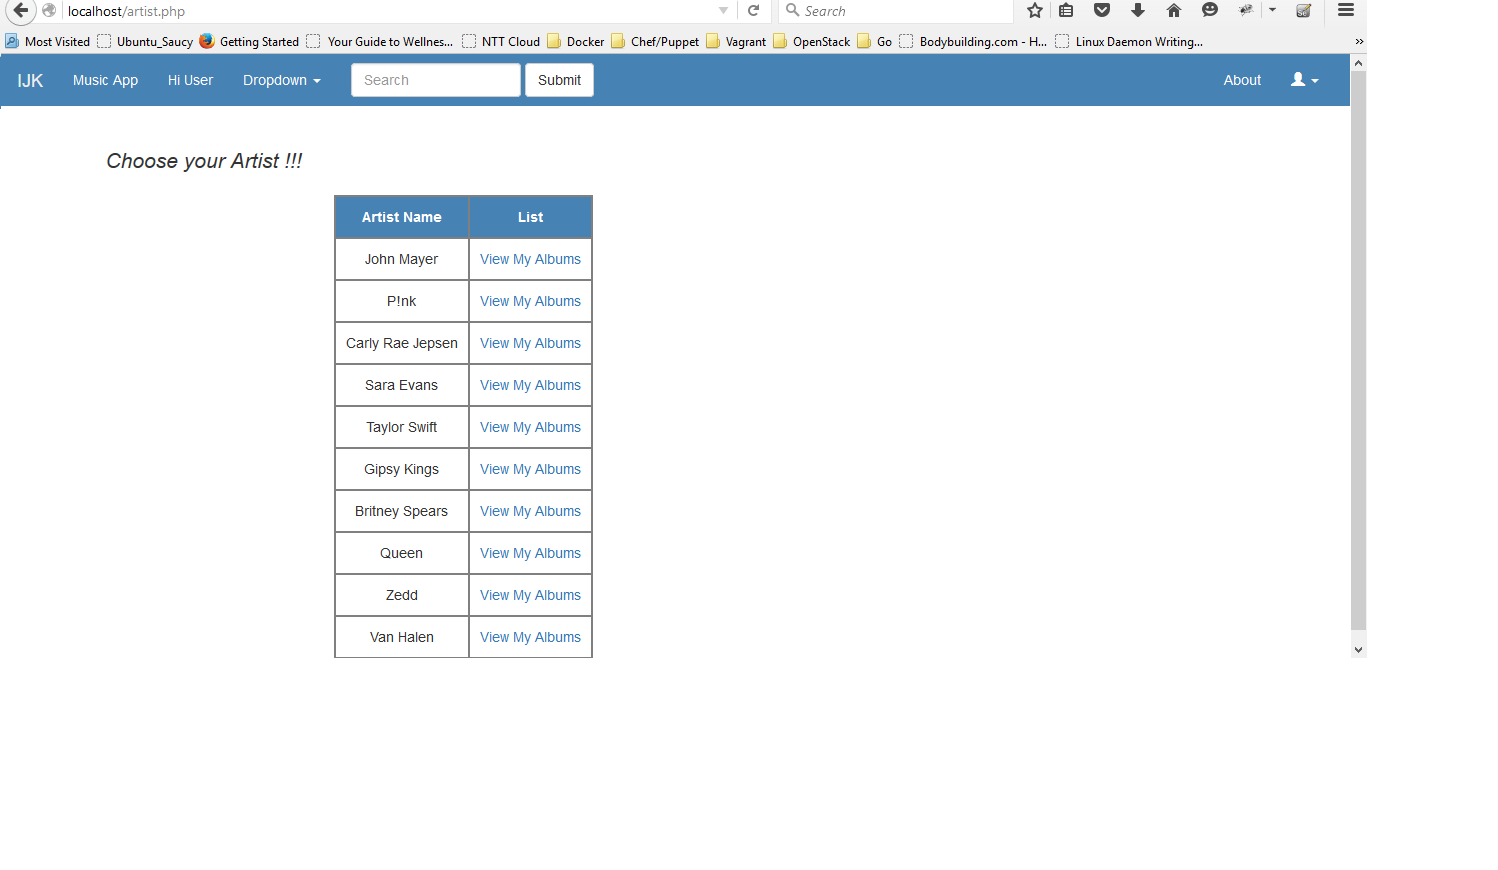 localhost/artist.php Search
Most Visited Ubuntu_Saucy Getting Started Your Guide to Wellnes... NTT Cloud Docker Chef/Puppet Vagrant OpenStack Go Bodybuilding.com - H... Linux Daemon Writing... »
IJK Music App Hi User Dropdown Search Submit About
Choose your Artist !!!
Artist Name List
John Mayer View My Albums
P!nk View My Albums
Carly Rae Jepsen View My Albums
Sara Evans View My Albums
Taylor Swift View My Albums
Gipsy Kings View My Albums
Britney Spears View My Albums
Queen View My Albums
Zedd View My Albums
Van Halen View My Albums